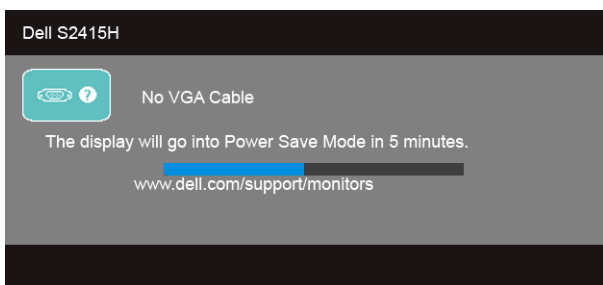 Dell S2415H
No VGA Cable
The display will go into Power Save Mode in 5 minutes.
www.dell.com/support/monitors